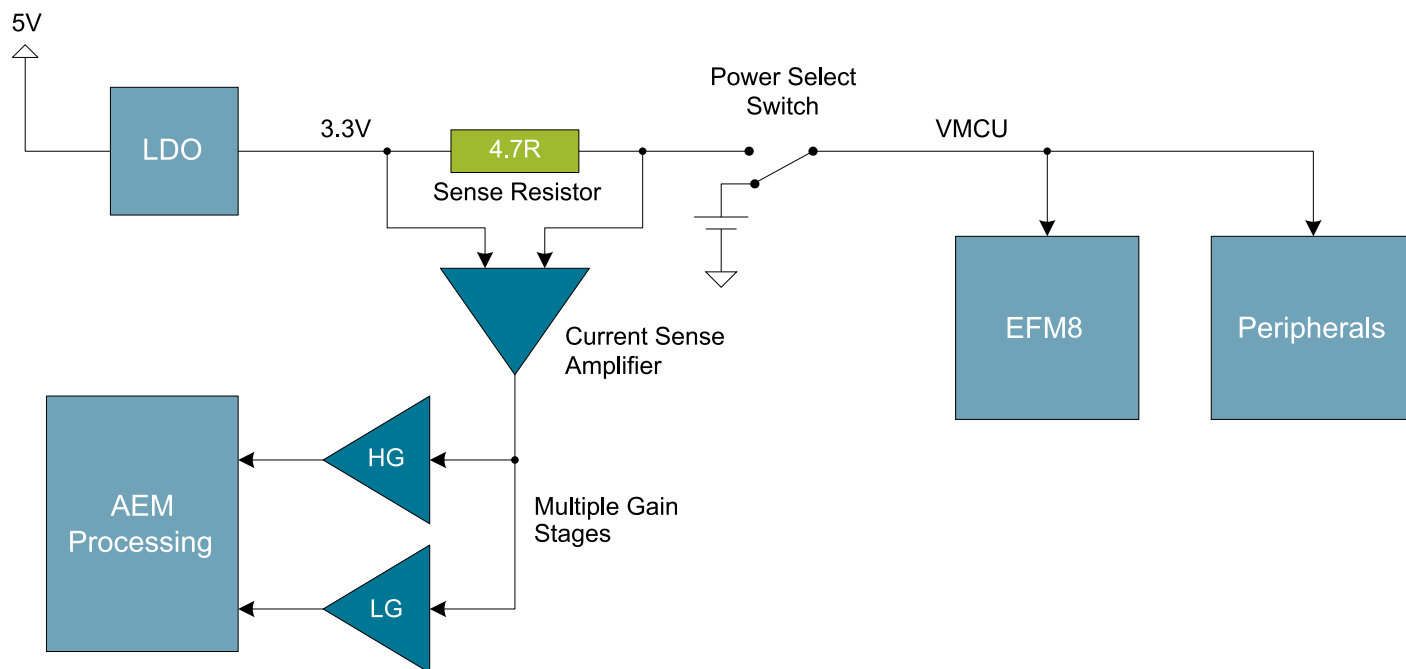 5V
LDO
3.3V
4.7R
Sense Resistor
Power Select
Switch
VMCU
EFM8
Peripherals
Current Sense
Amplifier
HG
Multiple Gain
Stages
LG
AEM
Processing